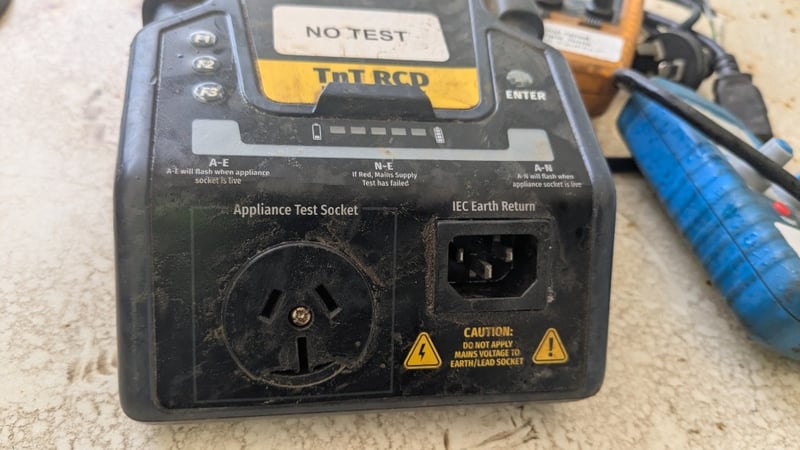 NO TEST
TnT RCD
F1
F2
F3
ENTER
A-E
A-E will flash when appliance
socket is live
N-E
If Red, Mains Supply
Test has failed
A-N
A-N will flash when
appliance socket is live
Appliance Test Socket
IEC Earth Return
CAUTION:
DO NOT APPLY
MAINS VOLTAGE TO
EARTH/LEAD SOCKET